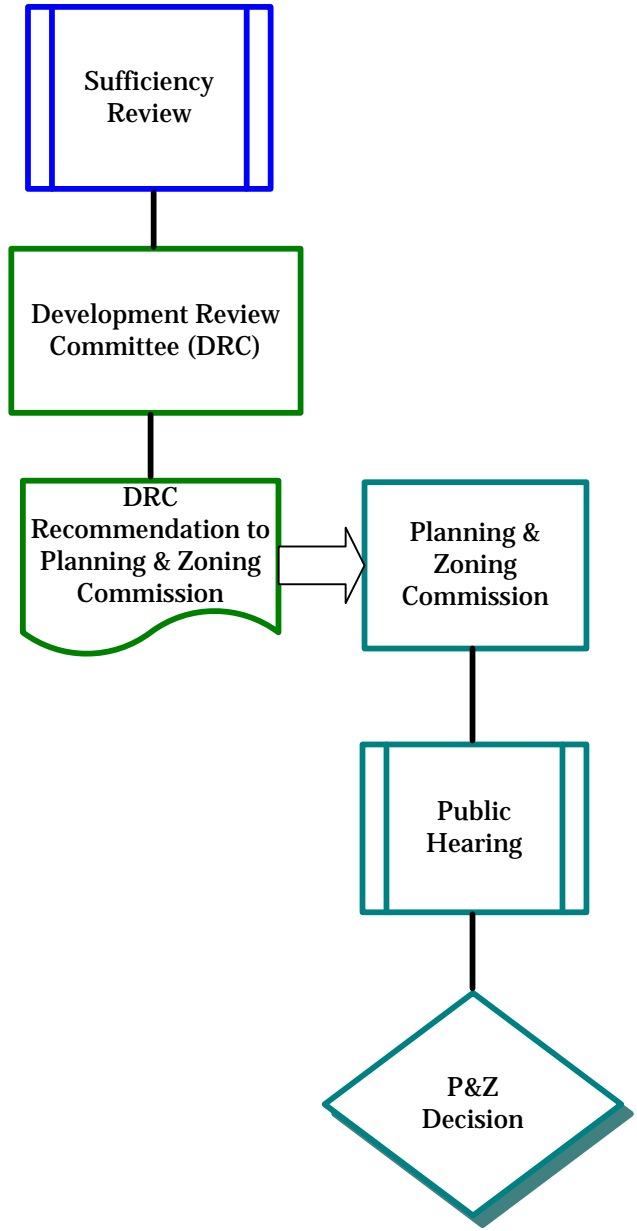 Sufficiency
Review
Development Review
Committee (DRC)
DRC
Recommendation to
Planning & Zoning
Commission
Planning &
Zoning
Commission
Public
Hearing
P&Z
Decision